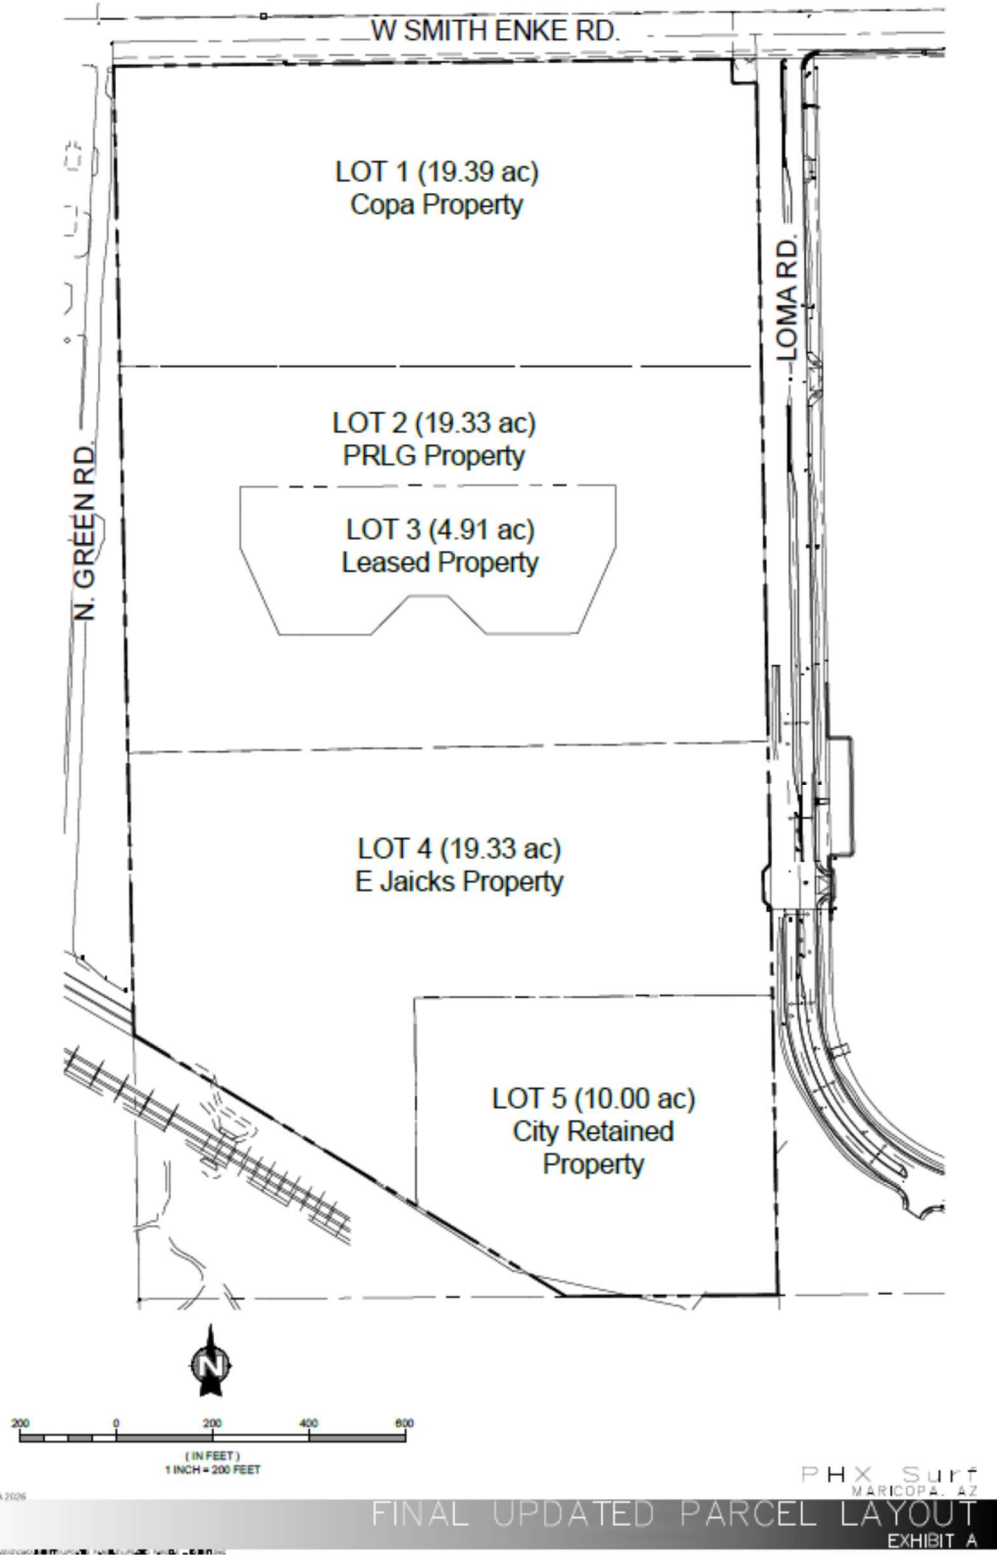 W SMITH ENKE RD.
LOT 1 (19.39 ac)
Copa Property
LOMA RD.
LOT 2 (19.33 ac)
PRLG Property
N. GREEN RD.
LOT 3 (4.91 ac)
Leased Property
LOT 4 (19.33 ac)
E Jaicks Property
LOT 5 (10.00 ac)
City Retained
Property
N
200 0 200 400 600
( IN FEET )
1 INCH = 200 FEET
PHX Surf
MARICOPA, AZ
2026
FINAL UPDATED PARCEL LAYOUT
EXHIBIT A